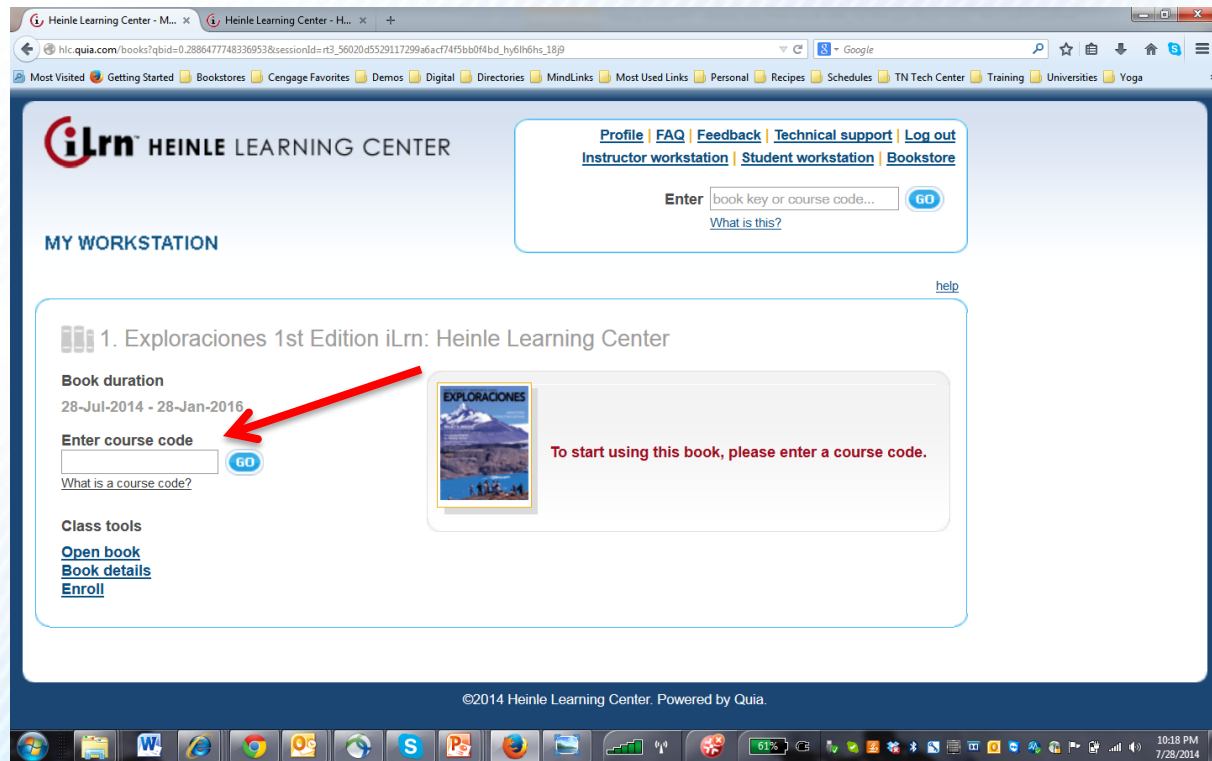 Heinle Learning Center - M...
Heinle Learning Center - H...
hlc.quia.com/books?qbid=0.2886477748336953&sessionId=rt3_56020d5529117299a6acf74f5bb0f4bd_hy6lh6hs_18j9
Google
Most Visited Getting Started Bookstores Cengage Favorites Demos Digital Directories MindLinks Most Used Links Personal Recipes Schedules TN Tech Center Training Universities Yoga
iLrn™ HEINLE LEARNING CENTER
Profile | FAQ | Feedback | Technical support | Log out
Instructor workstation | Student workstation | Bookstore
Enter book key or course code... GO
What is this?
MY WORKSTATION
help
1. Exploraciones 1st Edition iLrn: Heinle Learning Center
Book duration
28-Jul-2014 - 28-Jan-2016
Enter course code
GO
What is a course code?
EXPLORACIONES
To start using this book, please enter a course code.
Class tools
Open book
Book details
Enroll
©2014 Heinle Learning Center. Powered by Quia.
61%
10:18 PM
7/28/2014